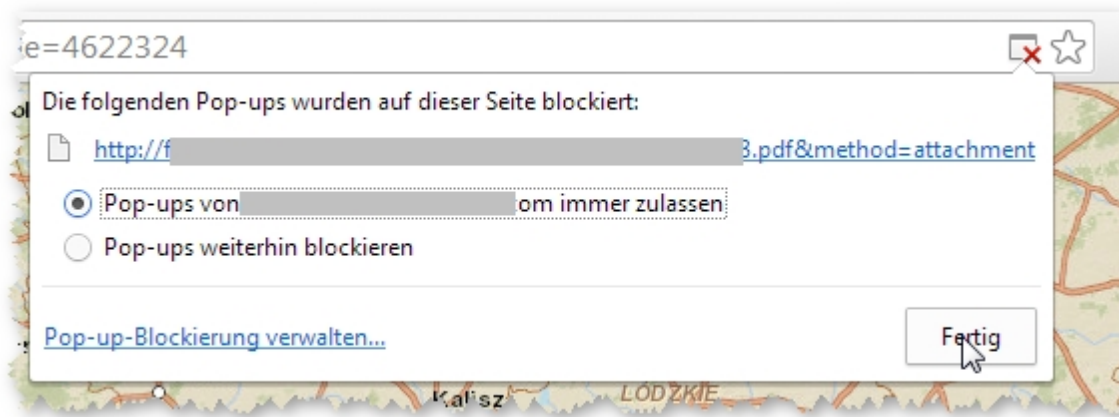 e=4622324
Die folgenden Pop-ups wurden auf dieser Seite blockiert:
http://f 3.pdf&method=attachment
Pop-ups von om immer zulassen
Pop-ups weiterhin blockieren
Pop-up-Blockierung verwalten...
Fertig
Kalisz
LODZKIE